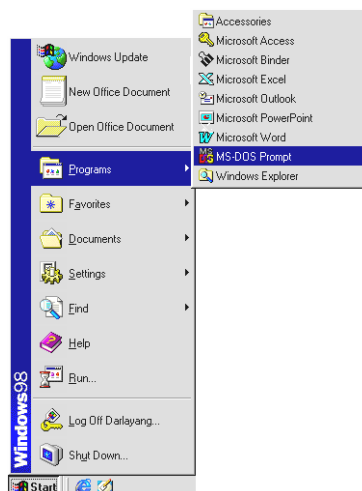 Windows Update
New Office Document
Open Office Document
Programs
Favorites
Documents
Settings
Find
Help
Run...
Log Off Darlayang...
Shut Down...
Windows98
Start
Accessories
Microsoft Access
Microsoft Binder
Microsoft Excel
Microsoft Outlook
Microsoft PowerPoint
Microsoft Word
MS-DOS Prompt
Windows Explorer